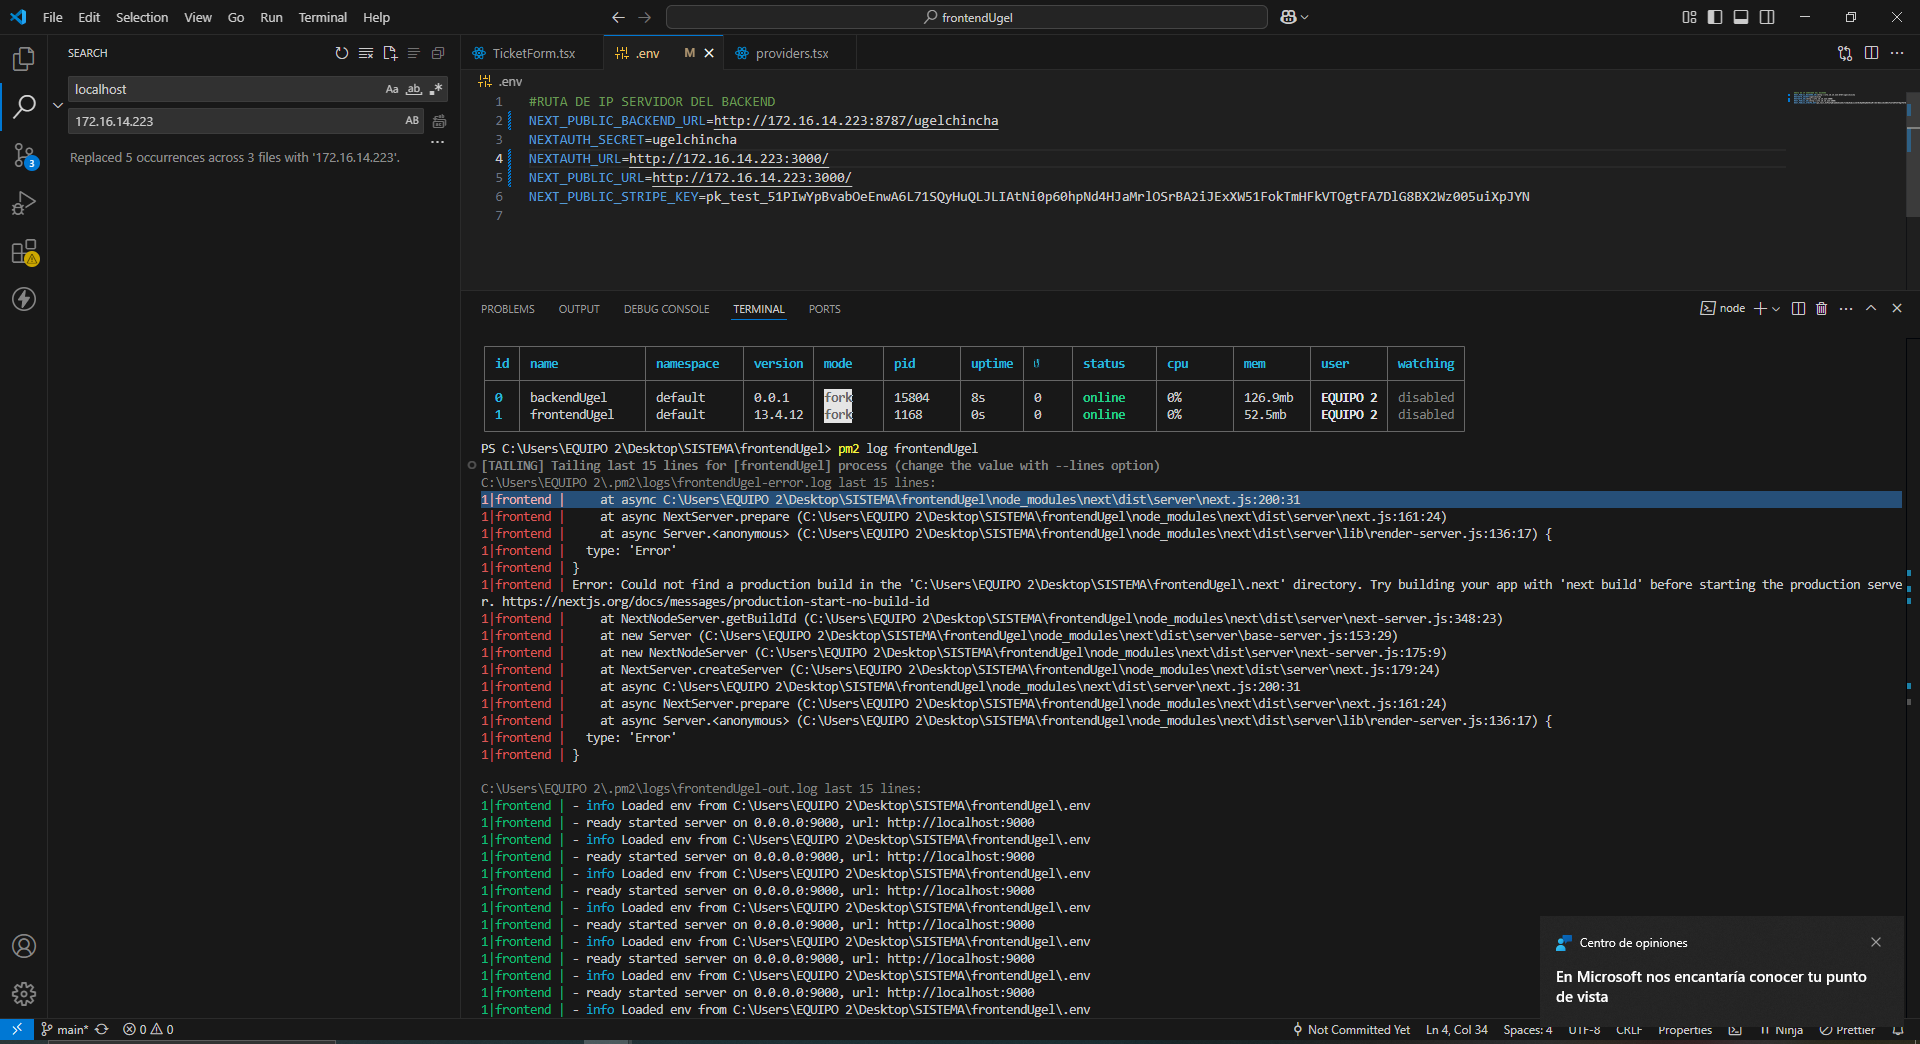 File Edit Selection View Go Run Terminal Help
frontendUgel
SEARCH
localhost
Aa ab
172.16.14.223
AB
Replaced 5 occurrences across 3 files with '172.16.14.223'.
3
TicketForm.tsx
.env M
providers.tsx
.env
1 #RUTA DE IP SERVIDOR DEL BACKEND
2 NEXT_PUBLIC_BACKEND_URL=http://172.16.14.223:8787/ugelchincha
3 NEXTAUTH_SECRET=ugelchincha
4 NEXTAUTH_URL=http://172.16.14.223:3000/
5 NEXT_PUBLIC_URL=http://172.16.14.223:3000/
6 NEXT_PUBLIC_STRIPE_KEY=pk_test_51PIwYpBvabOeEnwA6L71SQyHuQLJLIAtNi0p60hpNd4HJaMrlOSrBA2iJExXW51FokTmHFkVTOgtFA7DlG8BX2Wz005uiXpJYN
7
PROBLEMS OUTPUT DEBUG CONSOLE TERMINAL PORTS
node
id name namespace version mode pid uptime ↺ status cpu mem user watching
0 backendUgel default 0.0.1 fork 15804 8s 0 online 0% 126.9mb EQUIPO 2 disabled
1 frontendUgel default 13.4.12 fork 1168 0s 0 online 0% 52.5mb EQUIPO 2 disabled
PS C:\Users\EQUIPO 2\Desktop\SISTEMA\frontendUgel> pm2 log frontendUgel
[TAILING] Tailing last 15 lines for [frontendUgel] process (change the value with --lines option)
C:\Users\EQUIPO 2\.pm2\logs\frontendUgel-error.log last 15 lines:
1|frontend | at async C:\Users\EQUIPO 2\Desktop\SISTEMA\frontendUgel\node_modules\next\dist\server\next.js:200:31
1|frontend | at async NextServer.prepare (C:\Users\EQUIPO 2\Desktop\SISTEMA\frontendUgel\node_modules\next\dist\server\next.js:161:24)
1|frontend | at async Server.<anonymous> (C:\Users\EQUIPO 2\Desktop\SISTEMA\frontendUgel\node_modules\next\dist\server\lib\render-server.js:136:17) {
1|frontend | type: 'Error'
1|frontend | }
1|frontend | Error: Could not find a production build in the 'C:\Users\EQUIPO 2\Desktop\SISTEMA\frontendUgel\.next' directory. Try building your app with 'next build' before starting the production serve
r. https://nextjs.org/docs/messages/production-start-no-build-id
1|frontend | at NextNodeServer.getBuildId (C:\Users\EQUIPO 2\Desktop\SISTEMA\frontendUgel\node_modules\next\dist\server\next-server.js:348:23)
1|frontend | at new Server (C:\Users\EQUIPO 2\Desktop\SISTEMA\frontendUgel\node_modules\next\dist\server\base-server.js:153:29)
1|frontend | at new NextNodeServer (C:\Users\EQUIPO 2\Desktop\SISTEMA\frontendUgel\node_modules\next\dist\server\next-server.js:175:9)
1|frontend | at NextServer.createServer (C:\Users\EQUIPO 2\Desktop\SISTEMA\frontendUgel\node_modules\next\dist\server\next.js:179:24)
1|frontend | at async C:\Users\EQUIPO 2\Desktop\SISTEMA\frontendUgel\node_modules\next\dist\server\next.js:200:31
1|frontend | at async NextServer.prepare (C:\Users\EQUIPO 2\Desktop\SISTEMA\frontendUgel\node_modules\next\dist\server\next.js:161:24)
1|frontend | at async Server.<anonymous> (C:\Users\EQUIPO 2\Desktop\SISTEMA\frontendUgel\node_modules\next\dist\server\lib\render-server.js:136:17) {
1|frontend | type: 'Error'
1|frontend | }
C:\Users\EQUIPO 2\.pm2\logs\frontendUgel-out.log last 15 lines:
1|frontend | - info Loaded env from C:\Users\EQUIPO 2\Desktop\SISTEMA\frontendUgel\.env
1|frontend | - ready started server on 0.0.0.0:9000, url: http://localhost:9000
1|frontend | - info Loaded env from C:\Users\EQUIPO 2\Desktop\SISTEMA\frontendUgel\.env
1|frontend | - ready started server on 0.0.0.0:9000, url: http://localhost:9000
1|frontend | - info Loaded env from C:\Users\EQUIPO 2\Desktop\SISTEMA\frontendUgel\.env
1|frontend | - ready started server on 0.0.0.0:9000, url: http://localhost:9000
1|frontend | - info Loaded env from C:\Users\EQUIPO 2\Desktop\SISTEMA\frontendUgel\.env
1|frontend | - ready started server on 0.0.0.0:9000, url: http://localhost:9000
1|frontend | - info Loaded env from C:\Users\EQUIPO 2\Desktop\SISTEMA\frontendUgel\.env
1|frontend | - ready started server on 0.0.0.0:9000, url: http://localhost:9000
1|frontend | - info Loaded env from C:\Users\EQUIPO 2\Desktop\SISTEMA\frontendUgel\.env
1|frontend | - ready started server on 0.0.0.0:9000, url: http://localhost:9000
1|frontend | - info Loaded env from C:\Users\EQUIPO 2\Desktop\SISTEMA\frontendUgel\.env
Centro de opiniones
En Microsoft nos encantaría conocer tu punto
de vista
main* 0 0
Not Committed Yet Ln 4, Col 34 Spaces: 4 UTF-8 CRLF Properties Ninja Prettier